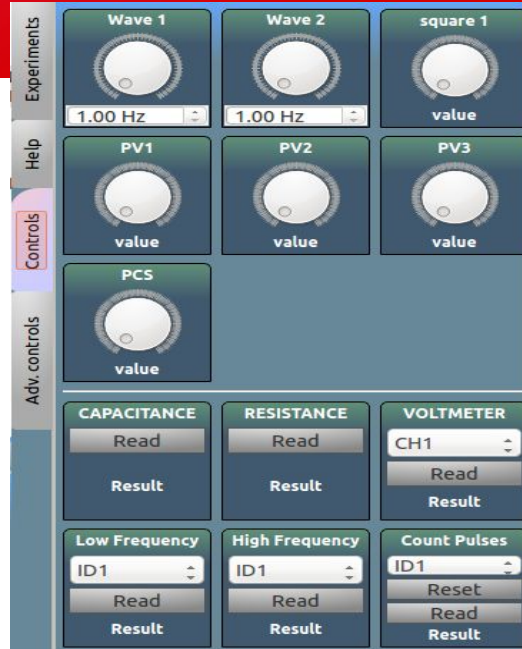 Experiments
Help
Controls
Adv. controls
Wave 1
Wave 2
square 1
1.00 Hz
1.00 Hz
value
PV1
PV2
PV3
value
value
value
PCS
value
CAPACITANCE
RESISTANCE
VOLTMETER
Read
Read
CH1
Read
Result
Result
Result
Low Frequency
High Frequency
Count Pulses
ID1
ID1
ID1
Reset
Read
Read
Read
Result
Result
Result